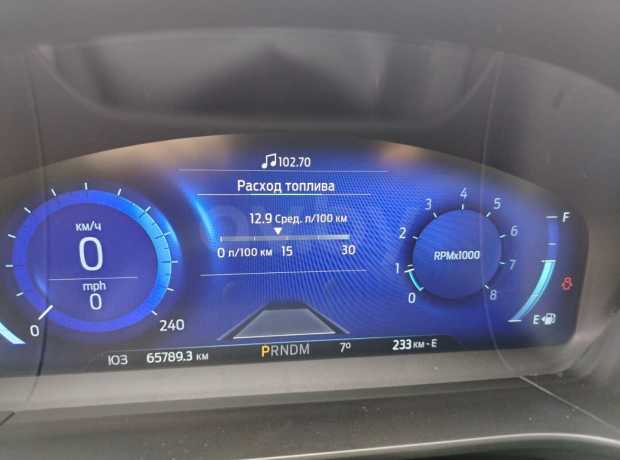 102.70
Расход топлива
12.9 Сред. л/100 км
0 л/100 км 15 30
км/ч
0
mph
0
0 240
0 1 2 3 4 5 6 7 8
RPMx1000
F
E
ЮЗ 65789.3 км PRNDM 7° 233 км - E